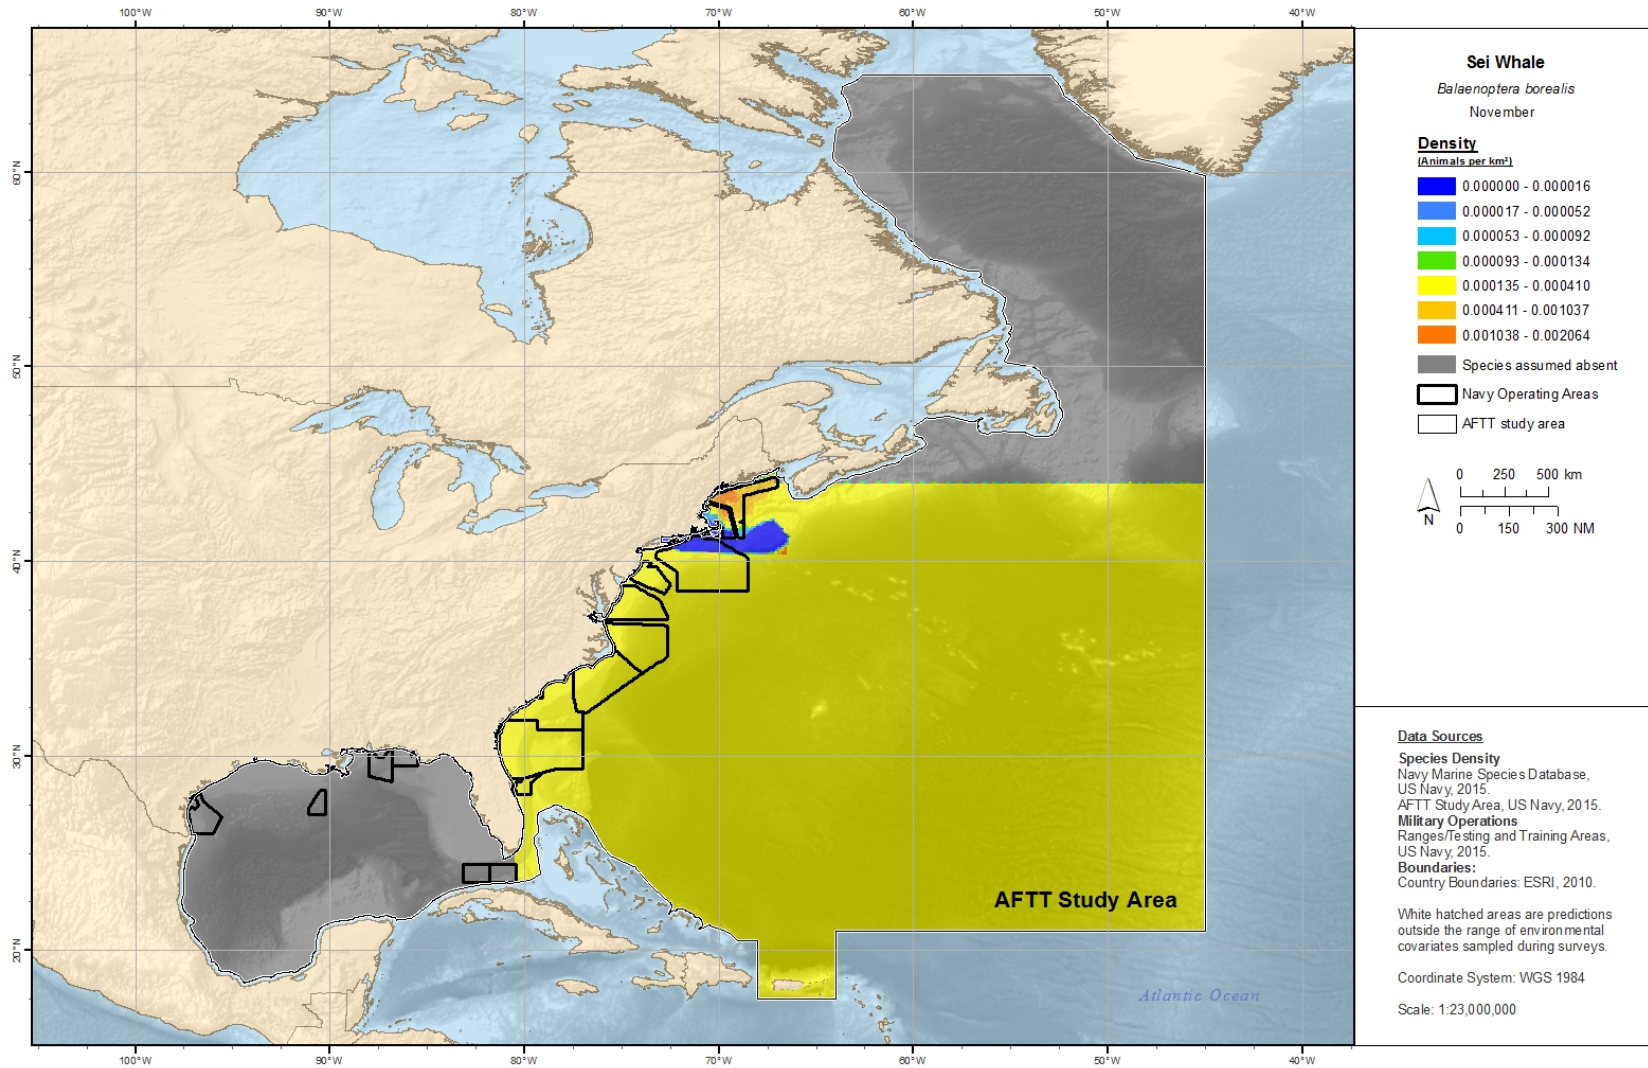 100°W 90°W 80°W 70°W 60°W 50°W 40°W
60°N
50°N
40°N
30°N
20°N
AFTT Study Area
Atlantic Ocean
100°W 90°W 80°W 70°W 60°W 50°W 40°W
Sei Whale
Balaenoptera borealis
November
Density
(Animals per km²)
0.000000 - 0.000016
0.000017 - 0.000052
0.000053 - 0.000092
0.000093 - 0.000134
0.000135 - 0.000410
0.000411 - 0.001037
0.001038 - 0.002064
Species assumed absent
Navy Operating Areas
AFTT study area
N
0 250 500 km
0 150 300 NM
Data Sources
Species Density
Navy Marine Species Database,
US Navy, 2015.
AFTT Study Area, US Navy, 2015.
Military Operations
Ranges/Testing and Training Areas,
US Navy, 2015.
Boundaries:
Country Boundaries: ESRI, 2010.
White hatched areas are predictions
outside the range of environmental
covariates sampled during surveys.
Coordinate System: WGS 1984
Scale: 1:23,000,000